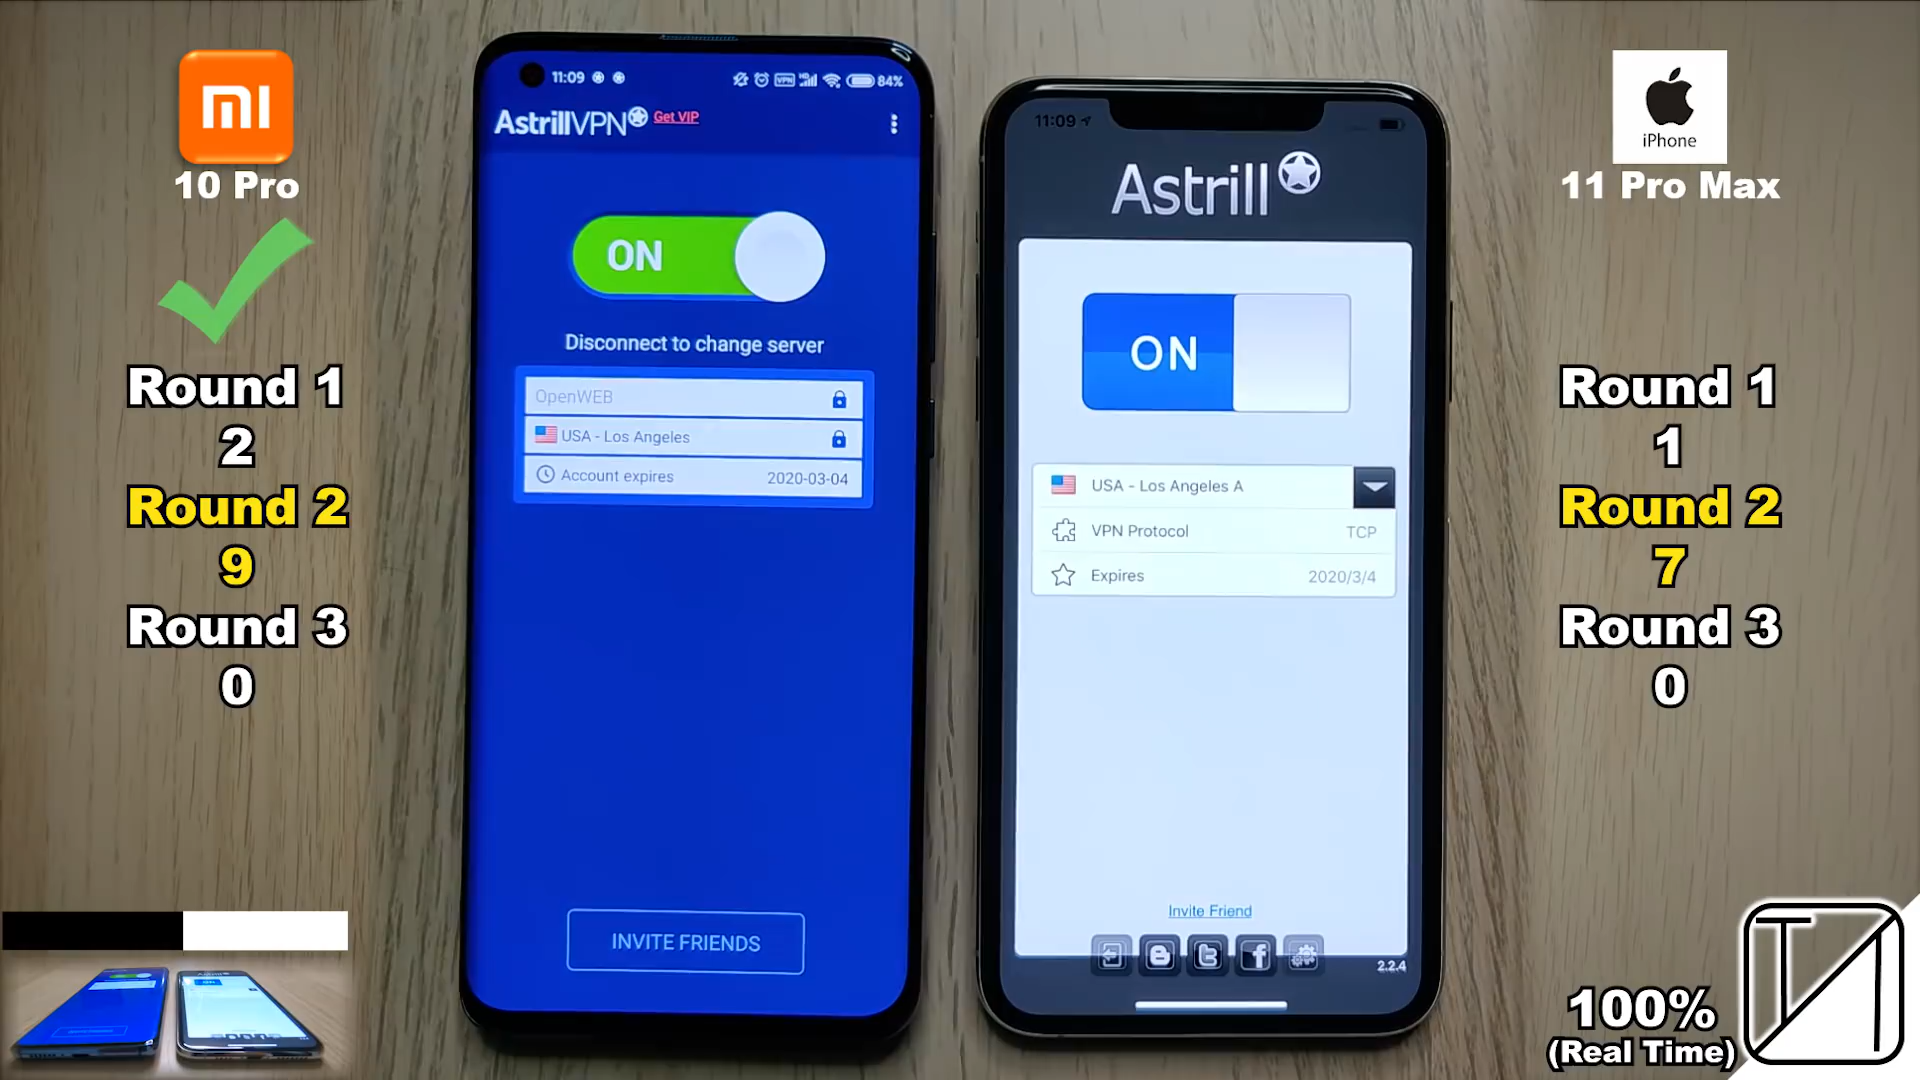 mi
10 Pro
Round 1
2
Round 2
9
Round 3
0
11:09
VPN
84%
AstrillVPN
Get VIP
ON
Disconnect to change server
OpenWEB
USA - Los Angeles
Account expires 2020-03-04
INVITE FRIENDS
11:09
Astrill
ON
USA - Los Angeles A
VPN Protocol TCP
Expires 2020/3/4
Invite Friend
2.2.4
iPhone
11 Pro Max
Round 1
1
Round 2
7
Round 3
0
100%
(Real Time)